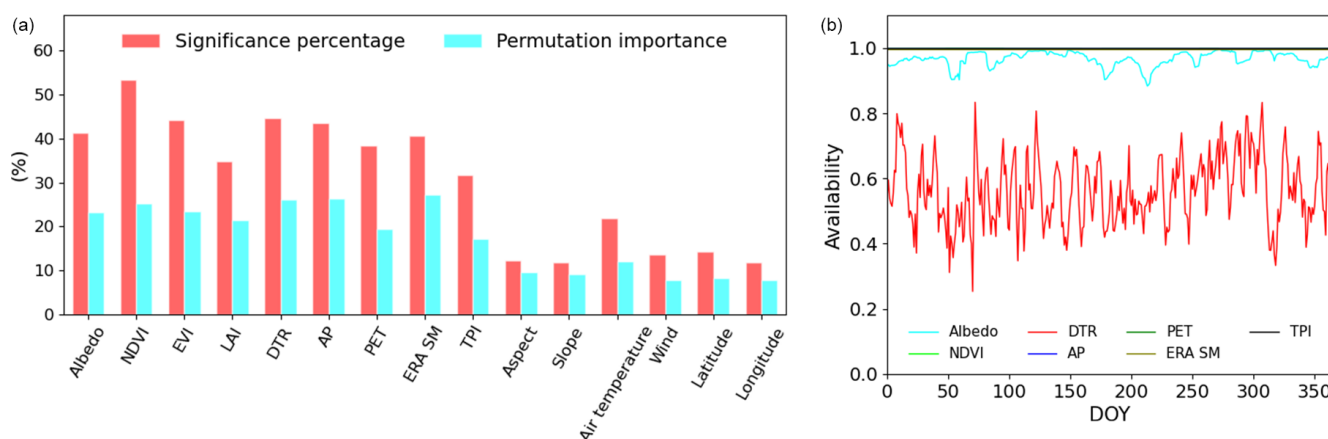 (a)
Significance percentage
Permutation importance
(%)
60
50
40
30
20
10
0
Albedo
NDVI
EVI
LAI
DTR
AP
PET
ERA SM
TPI
Aspect
Slope
Air temperature
Wind
Latitude
Longitude
(b)
Availability
1.0
0.8
0.6
0.4
0.2
0.0
Albedo
DTR
PET
TPI
NDVI
AP
ERA SM
0
50
100
150
200
250
300
350
DOY